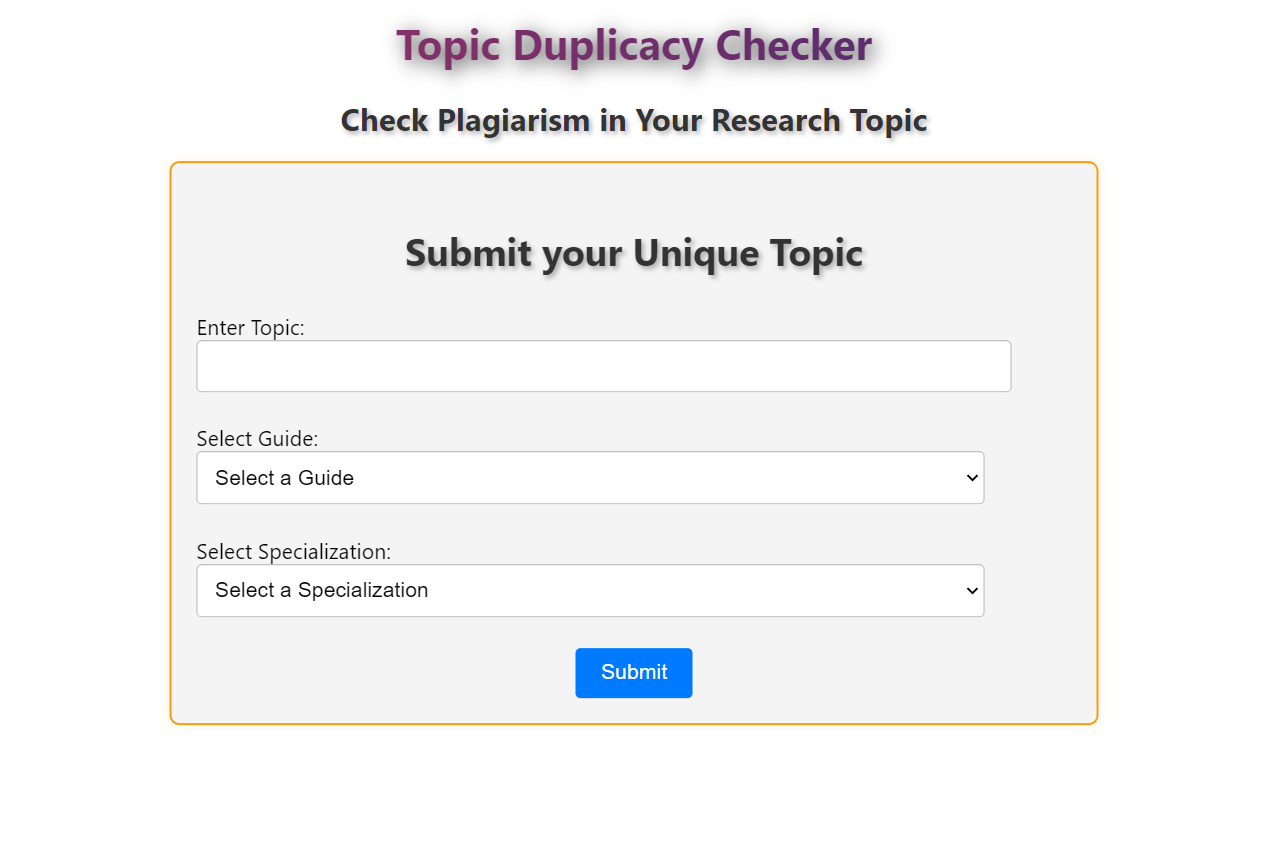 Topic Duplicacy Checker
Check Plagiarism in Your Research Topic
Submit your Unique Topic
Enter Topic:
Select Guide:
Select a Guide
Select Specialization:
Select a Specialization
Submit